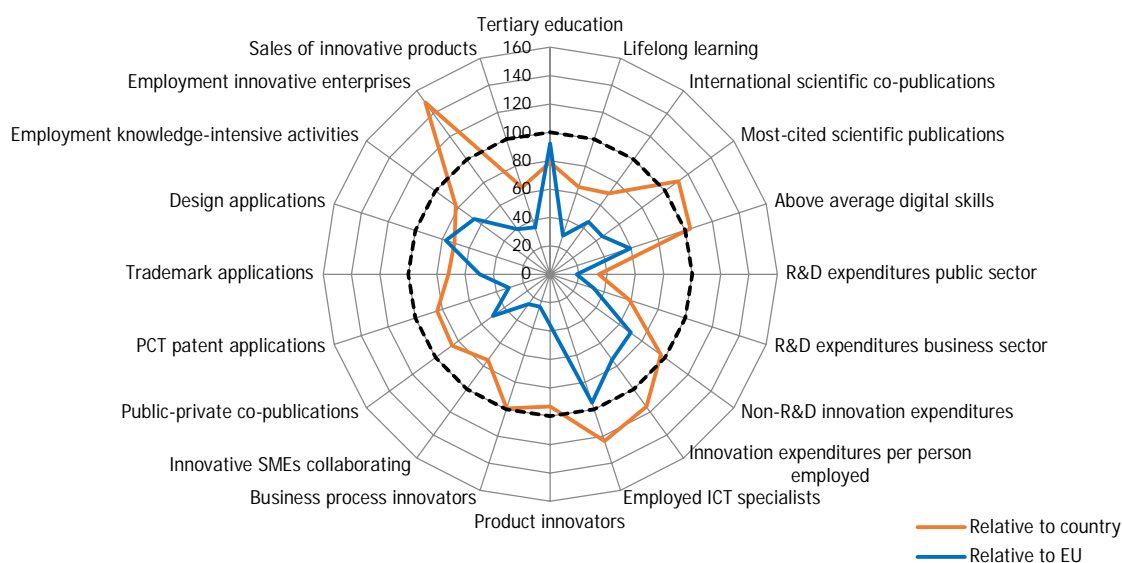 Tertiary education
Sales of innovative products
Lifelong learning
Employment innovative enterprises
International scientific co-publications
Employment knowledge-intensive activities
Most-cited scientific publications
Design applications
Above average digital skills
Trademark applications
R&D expenditures public sector
PCT patent applications
R&D expenditures business sector
Public-private co-publications
Non-R&D innovation expenditures
Innovative SMEs collaborating
Innovation expenditures per person
employed
Business process innovators
Employed ICT specialists
Product innovators
160
140
120
100
80
60
40
20
0
Relative to country
Relative to EU